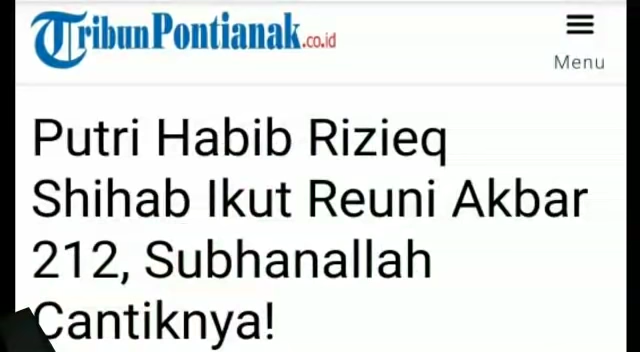 TribunPontianak.co.id
Menu
Putri Habib Rizieq
Shihab Ikut Reuni Akbar
212, Subhanallah
Cantiknya!